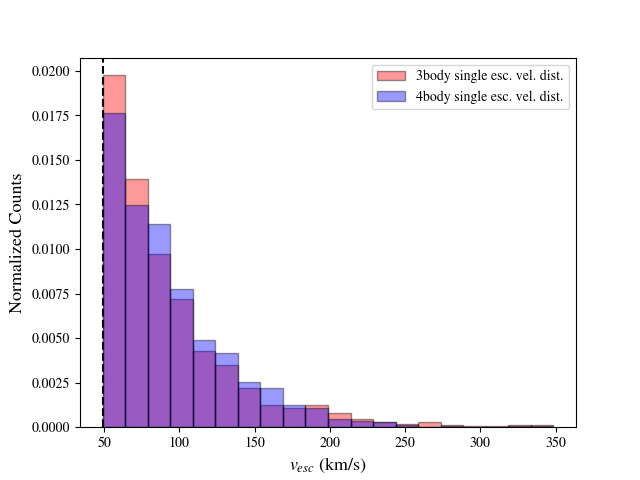 3body single esc. vel. dist.
4body single esc. vel. dist.
Normalized Counts
0.0200
0.0175
0.0150
0.0125
0.0100
0.0075
0.0050
0.0025
0.0000
50 100 150 200 250 300 350
v_esc (km/s)